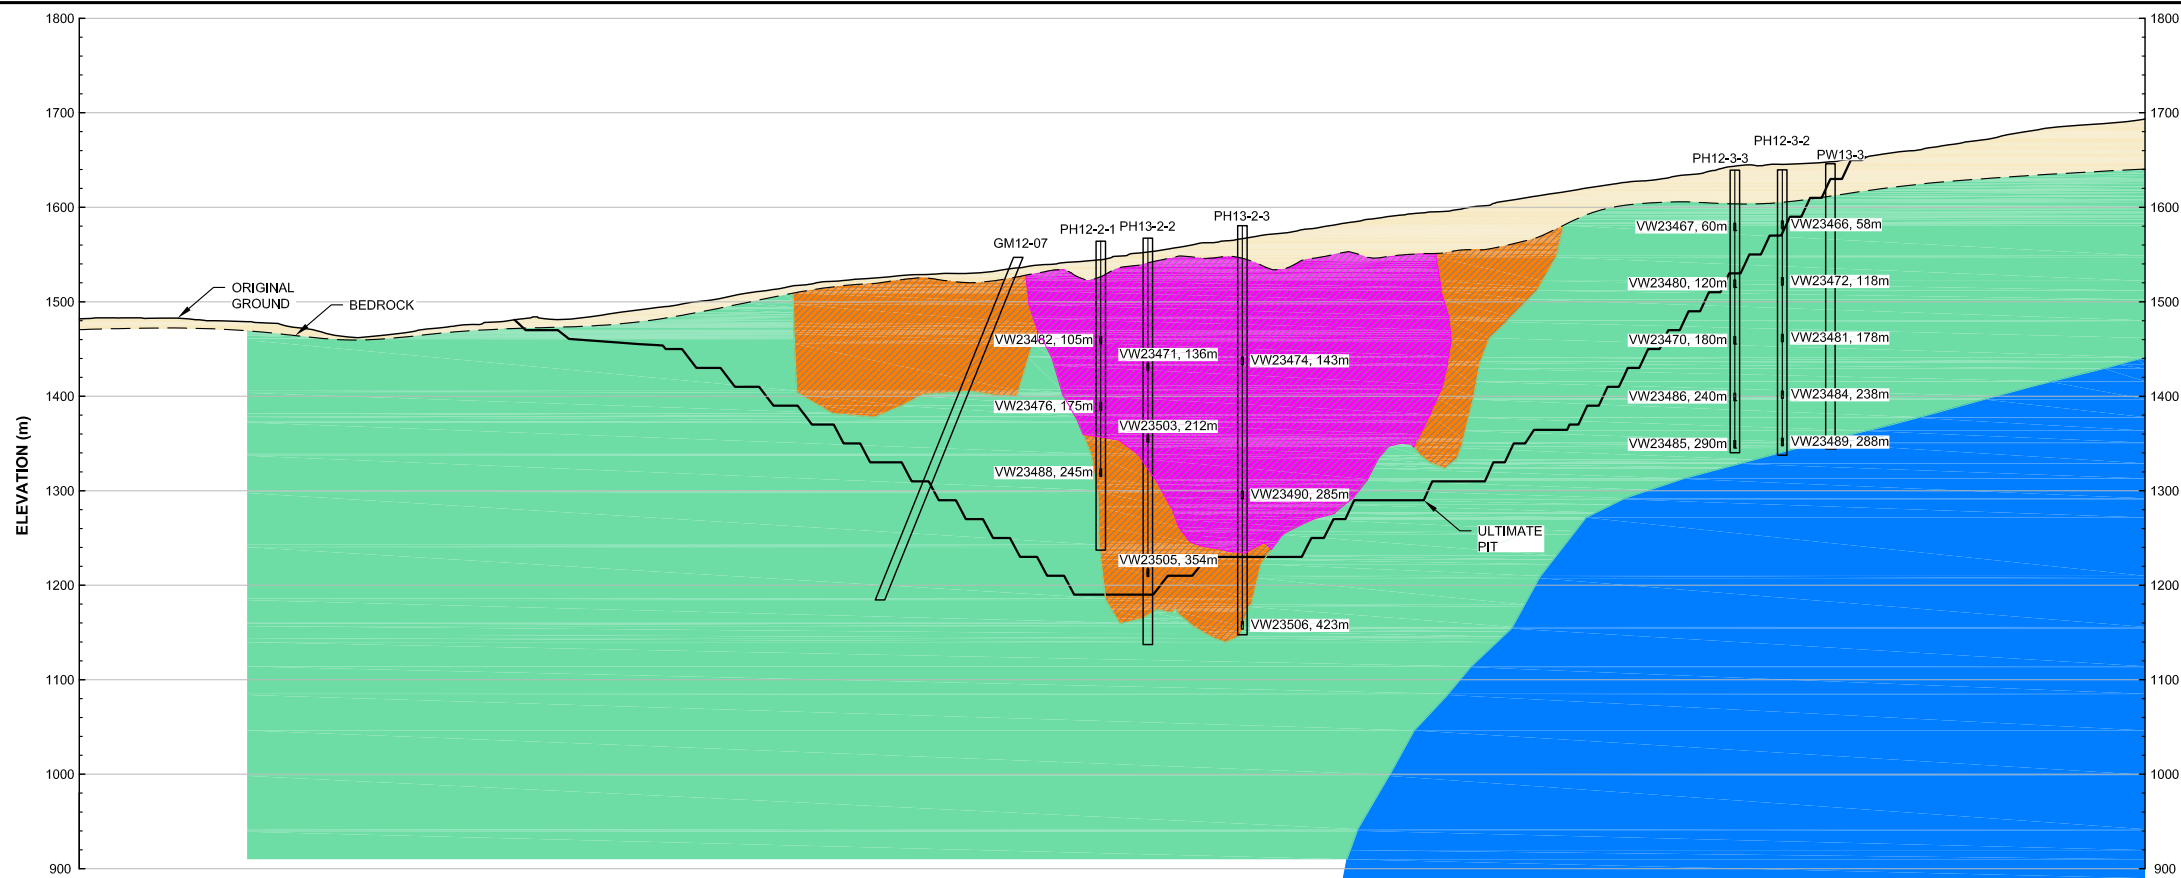 1800
1800
1700
1700
1600
1600
1500
1500
1400
1400
1300
1300
1200
1200
1100
1100
1000
1000
900
900
ELEVATION (m)
ORIGINAL
GROUND
BEDROCK
GM12-07
PH12-2-1
PH13-2-2
PH13-2-3
PH12-3-3
PH12-3-2
PW13-3
VW23482, 105m
VW23476, 175m
VW23488, 245m
VW23471, 136m
VW23503, 212m
VW23505, 354m
VW23474, 143m
VW23490, 285m
VW23506, 423m
VW23467, 60m
VW23480, 120m
VW23470, 180m
VW23486, 240m
VW23485, 290m
VW23466, 58m
VW23472, 118m
VW23481, 178m
VW23484, 238m
VW23489, 288m
ULTIMATE
PIT